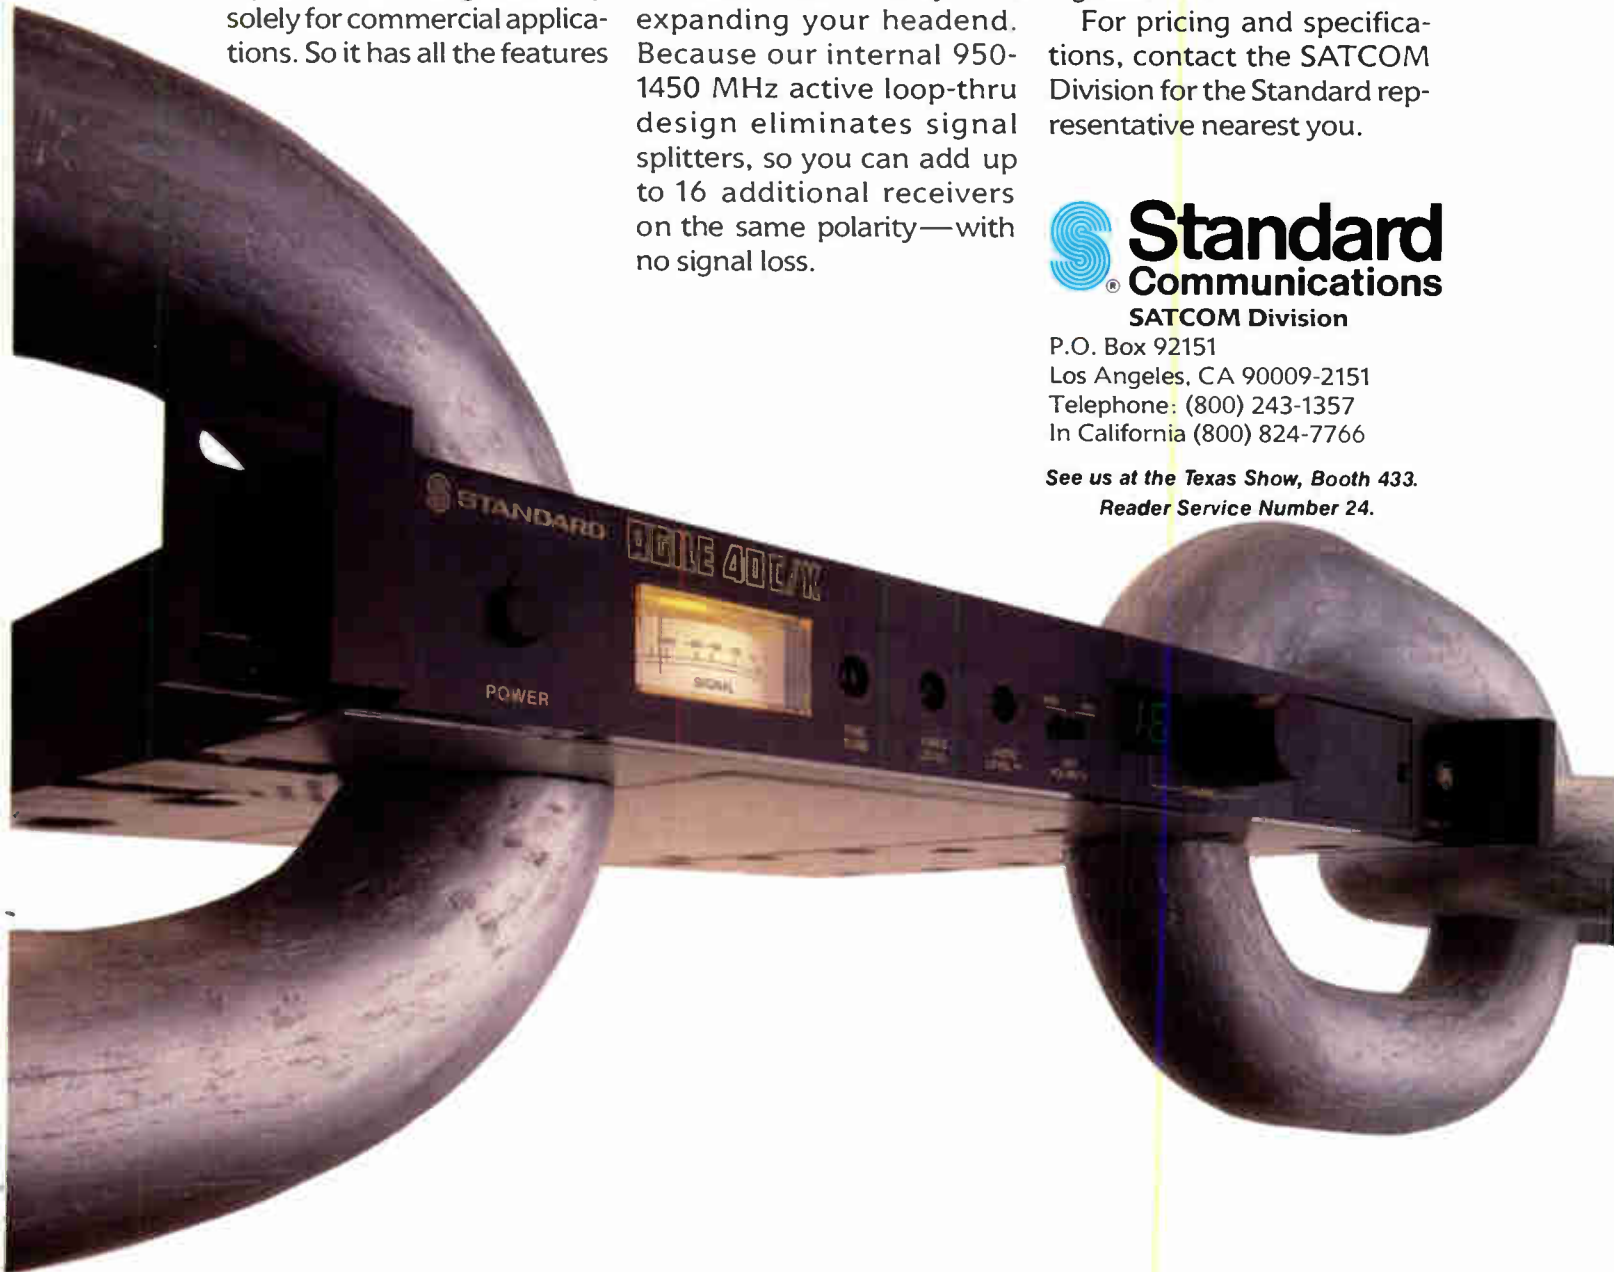 solely for commercial applica-
tions. So it has all the features
expanding your headend.
Because our internal 950-
1450 MHz active loop-thru
design eliminates signal
splitters, so you can add up
to 16 additional receivers
on the same polarity—with
no signal loss.
For pricing and specifica-
tions, contact the SATCOM
Division for the Standard rep-
resentative nearest you.
Standard
® Communications
SATCOM Division
P.O. Box 92151
Los Angeles, CA 90009-2151
Telephone: (800) 243-1357
In California (800) 824-7766
See us at the Texas Show, Booth 433.
Reader Service Number 24.
STANDARD
AGILE 40 C/K
SIGNAL
POWER
18